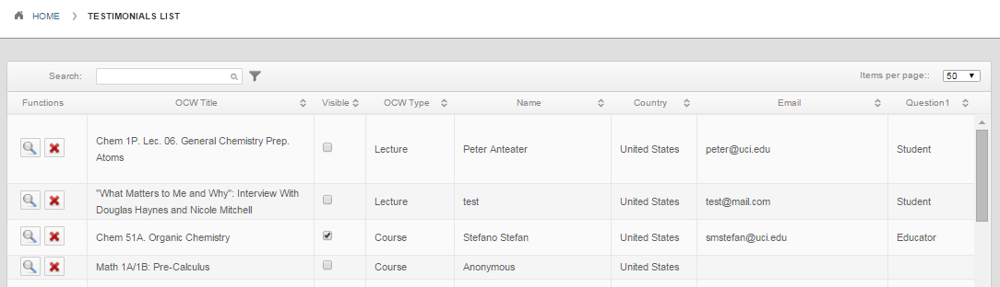 HOME > TESTIMONIALS LIST
Search: Items per page:: 50
Functions OCW Title Visible OCW Type Name Country Email Question1
Chem 1P. Lec. 06. General Chemistry Prep.
Atoms Lecture Peter Anteater United States peter@uci.edu Student
"What Matters to Me and Why": Interview With
Douglas Haynes and Nicole Mitchell Lecture test United States test@mail.com Student
Chem 51A. Organic Chemistry Course Stefano Stefan United States smstefan@uci.edu Educator
Math 1A/1B: Pre-Calculus Course Anonymous United States